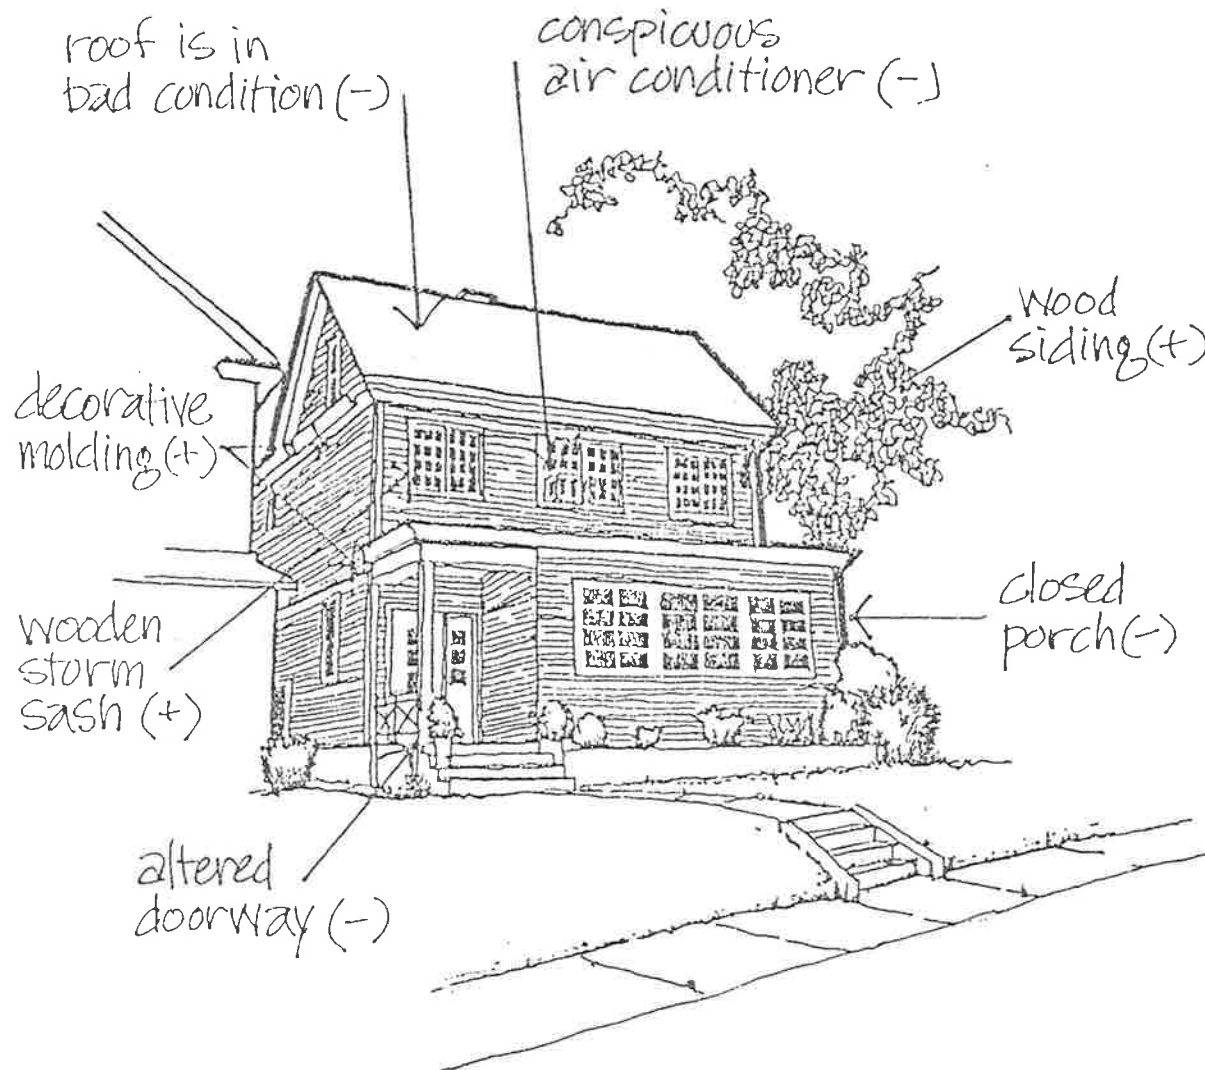 roof is in
bad condition (-)
conspicuous
air conditioner (-)
wood
siding (+)
decorative
molding (+)
closed
porch (-)
wooden
storm
sash (+)
altered
doorway (-)